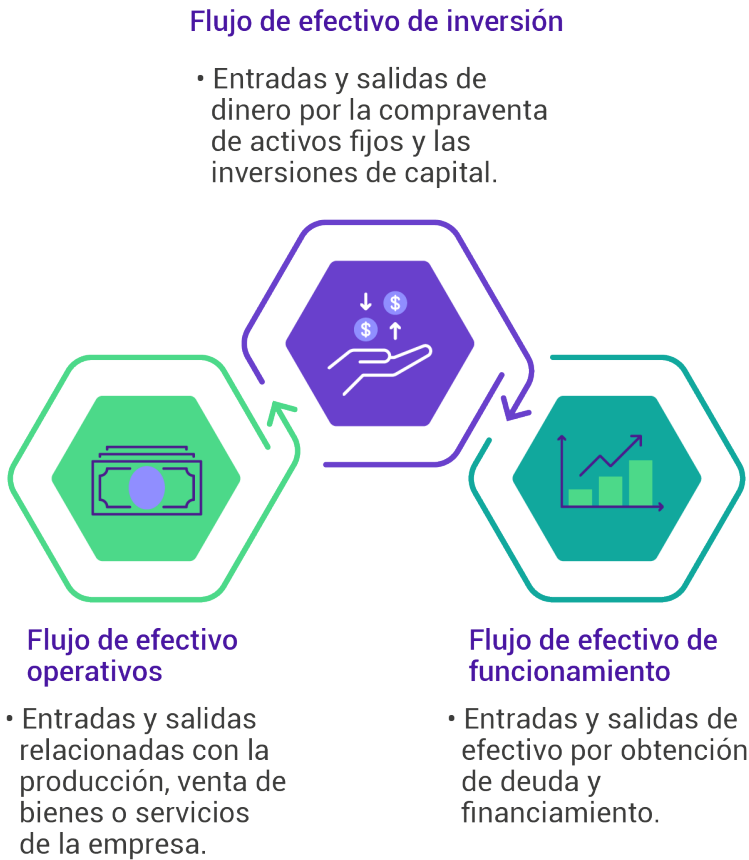 Flujo de efectivo de inversión
• Entradas y salidas de
dinero por la compraventa
de activos fijos y las
inversiones de capital.
$
$
Flujo de efectivo
operativos
• Entradas y salidas
relacionadas con la
producción, venta de
bienes o servicios
de la empresa.
Flujo de efectivo de
funcionamiento
• Entradas y salidas de
efectivo por obtención
de deuda y
financiamiento.